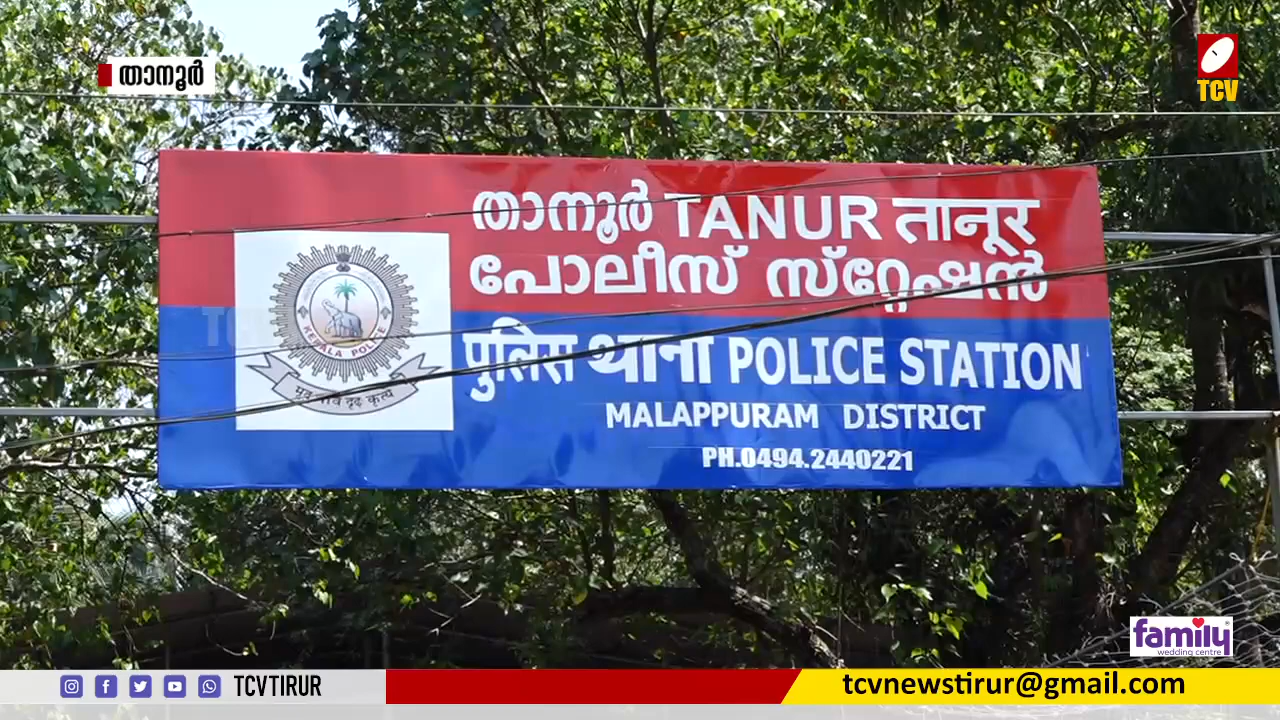 താനൂർ
TCV
താനൂർ TANUR तानूर
പോലീസ് സ്റ്റേഷൻ
पुलिस थाना POLICE STATION
MALAPPURAM DISTRICT
PH.0494.2440221
KERALA POLICE
मृदु भावे दृढ़ कृत्ये
family
wedding centre
TCVTIRUR
tcvnewstirur@gmail.com